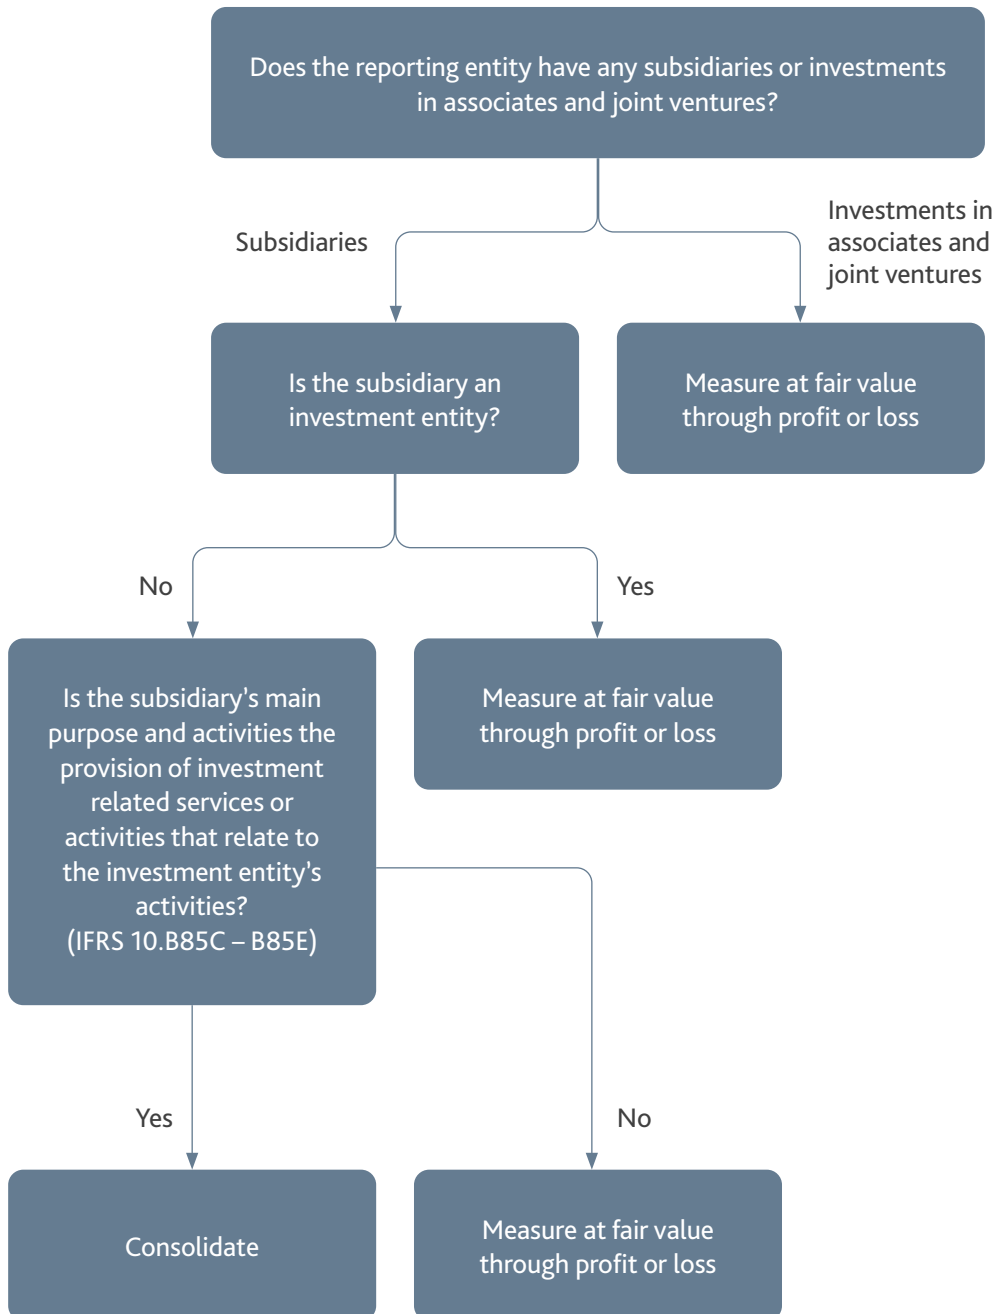 Does the reporting entity have any subsidiaries or investments
in associates and joint ventures?
Subsidiaries
Investments in
associates and
joint ventures
Is the subsidiary an
investment entity?
Measure at fair value
through profit or loss
No
Yes
Is the subsidiary’s main
purpose and activities the
provision of investment
related services or
activities that relate to
the investment entity’s
activities?
(IFRS 10.B85C – B85E)
Measure at fair value
through profit or loss
Yes
No
Consolidate
Measure at fair value
through profit or loss